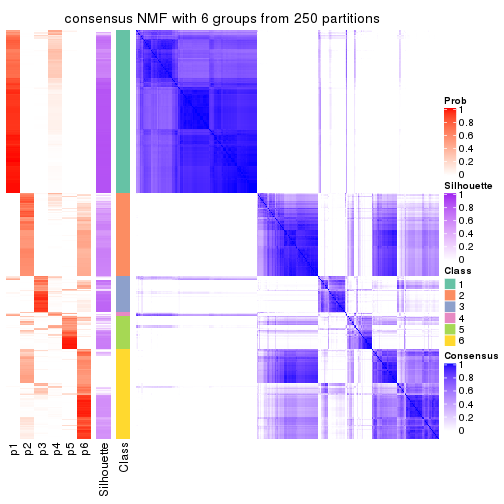 consensus NMF with 6 groups from 250 partitions
Prob
1
0.8
0.6
0.4
0.2
0
Silhouette
1
0.8
0.6
0.4
0.2
0
Class
1
2
3
4
5
6
Consensus
1
0.8
0.6
0.4
0.2
0
p1
p2
p3
p4
p5
p6
Silhouette
Class